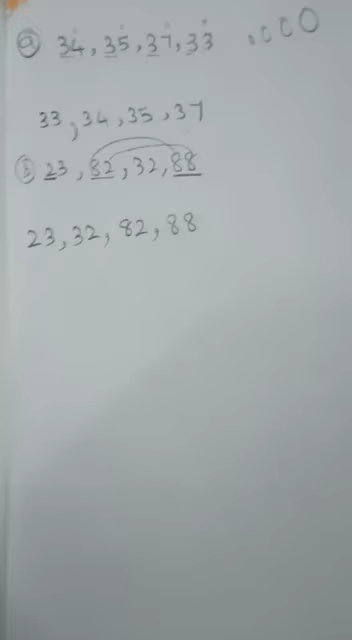 ⓐ 34, 35, 37, 33
33, 34, 35, 37
ⓑ 23, 82, 32, 88
23, 32, 82, 88